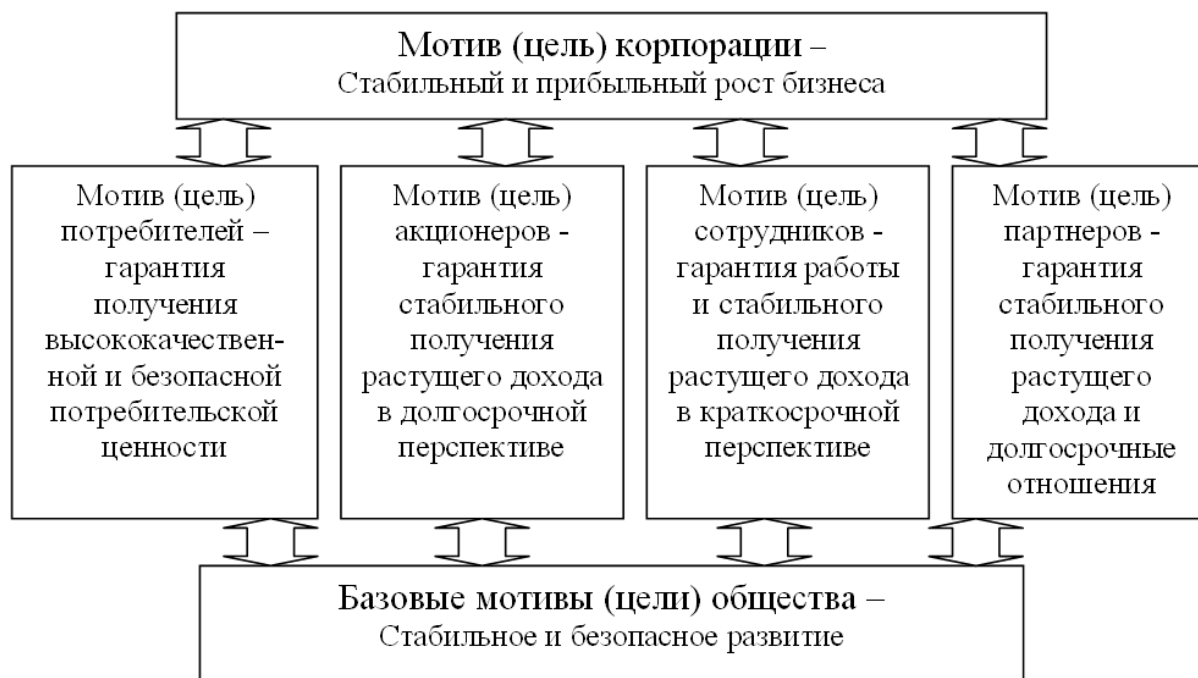 Мотив (цель) корпорации –
Стабильный и прибыльный рост бизнеса
Мотив (цель)
потребителей –
гарантия
получения
высококачествен-
ной и безопасной
потребительской
ценности
Мотив (цель)
акционеров -
гарантия
стабильного
получения
растущего дохода
в долгосрочной
перспективе
Мотив (цель)
сотрудников -
гарантия работы
и стабильного
получения
растущего дохода
в краткосрочной
перспективе
Мотив (цель)
партнеров -
гарантия
стабильного
получения
растущего
дохода и
долгосрочные
отношения
Базовые мотивы (цели) общества –
Стабильное и безопасное развитие